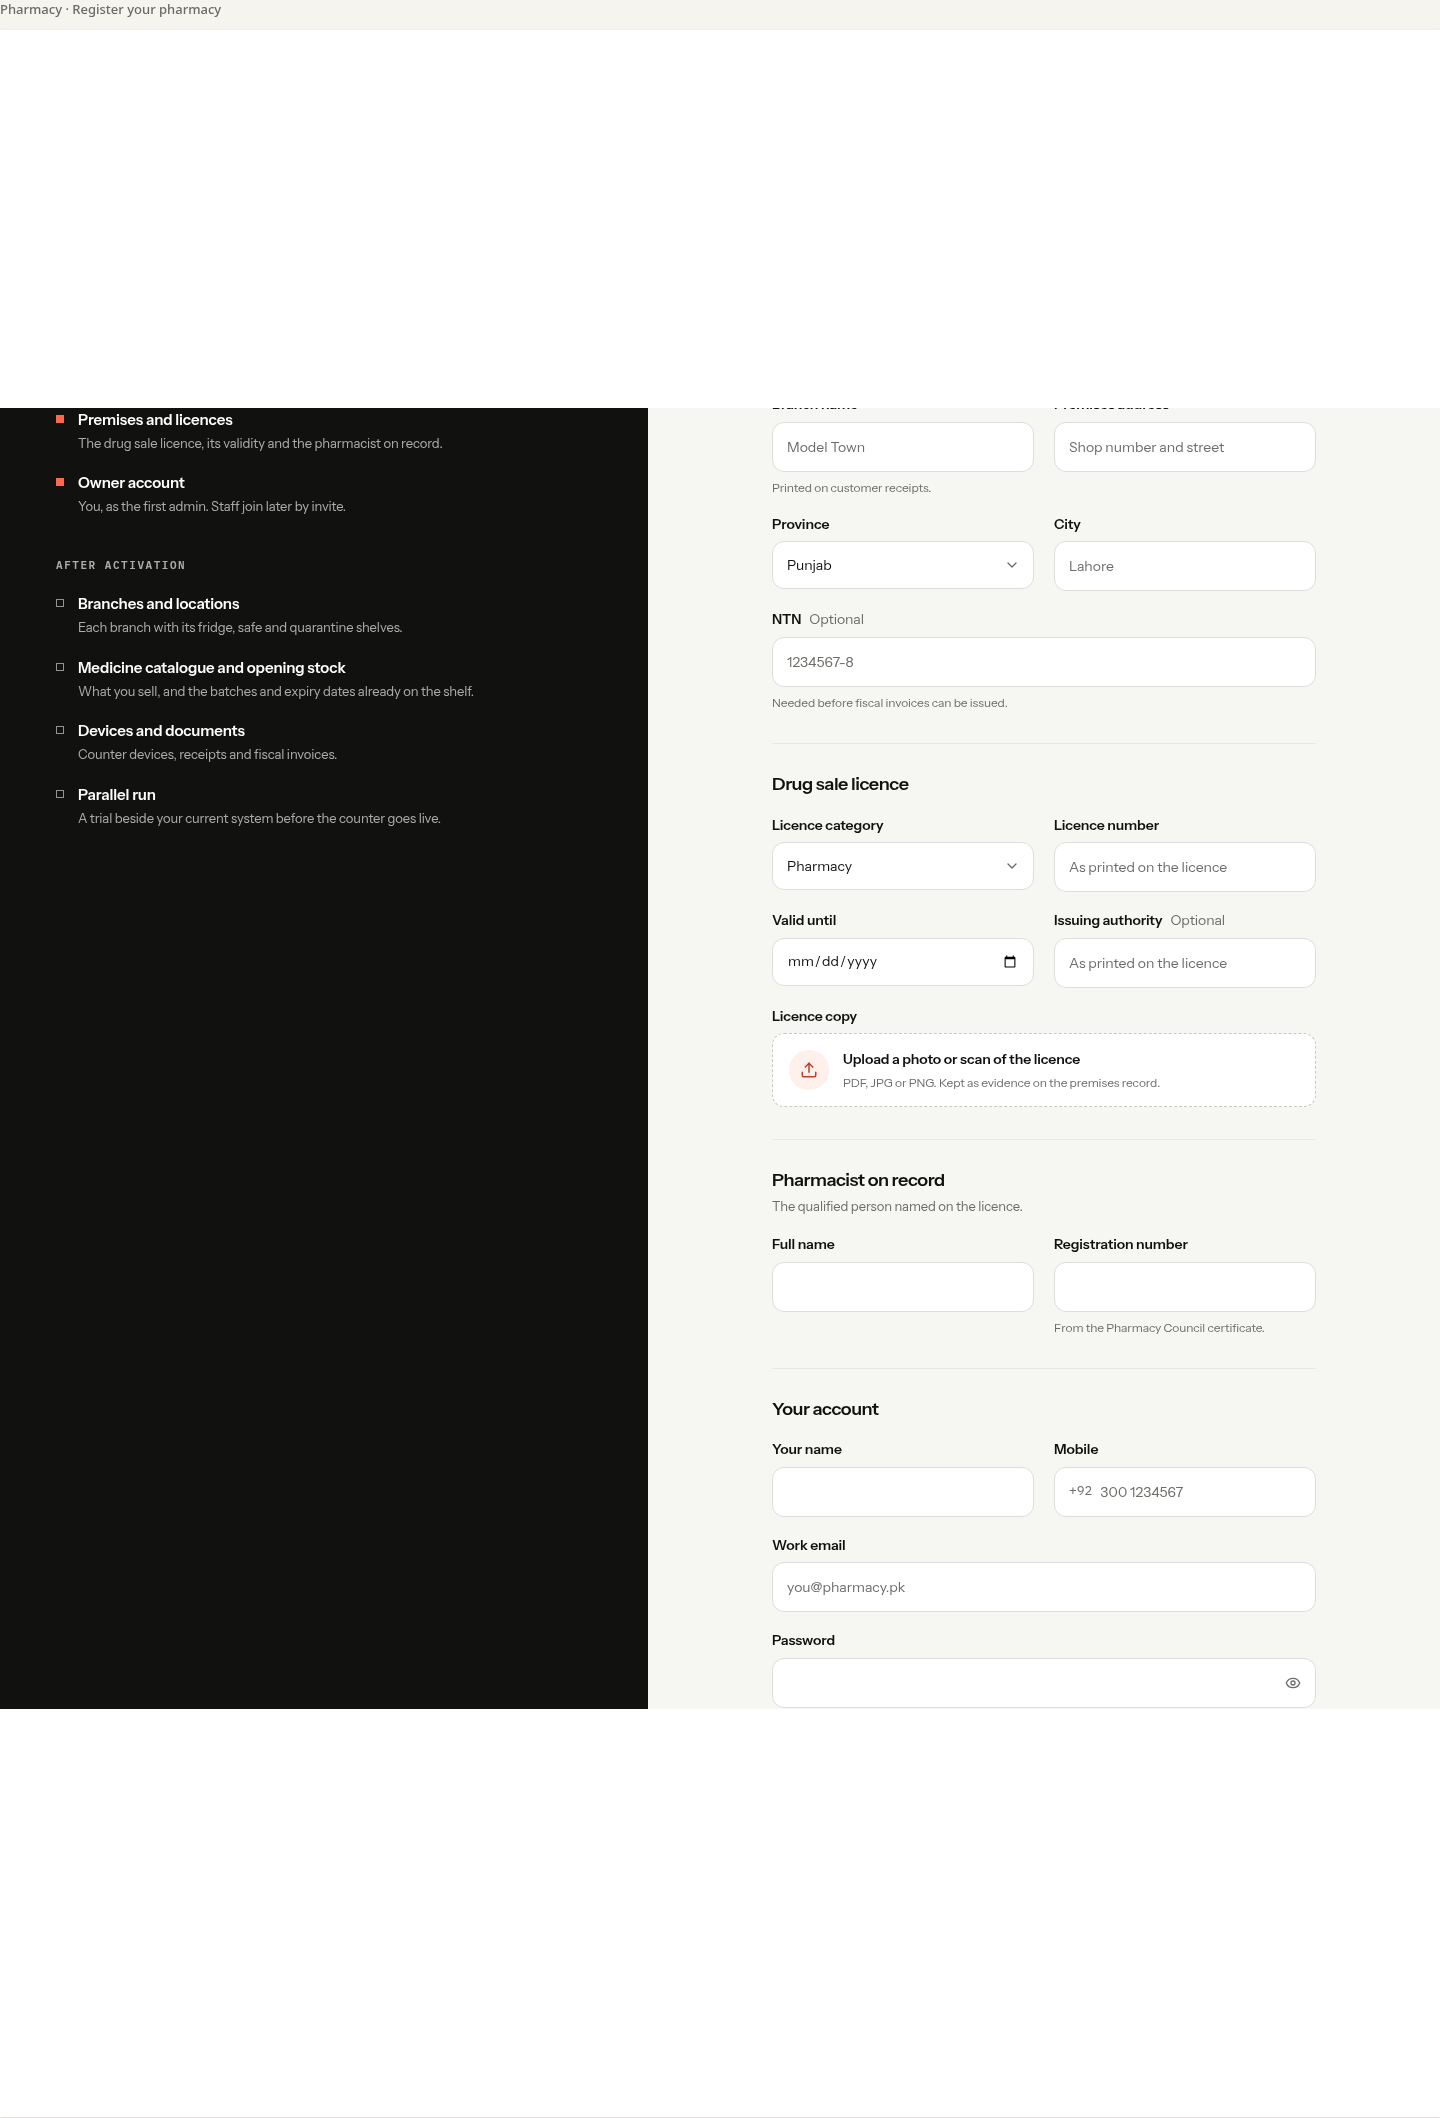 Pharmacy · Register your pharmacy
Premises and licences
The drug sale licence, its validity and the pharmacist on record.
Owner account
You, as the first admin. Staff join later by invite.
AFTER ACTIVATION
Branches and locations
Each branch with its fridge, safe and quarantine shelves.
Medicine catalogue and opening stock
What you sell, and the batches and expiry dates already on the shelf.
Devices and documents
Counter devices, receipts and fiscal invoices.
Parallel run
A trial beside your current system before the counter goes live.
Model Town
Shop number and street
Printed on customer receipts.
Province
City
Punjab
Lahore
NTN Optional
1234567-8
Needed before fiscal invoices can be issued.
Drug sale licence
Licence category
Licence number
Pharmacy
As printed on the licence
Valid until
Issuing authority Optional
mm/dd/yyyy
As printed on the licence
Licence copy
Upload a photo or scan of the licence
PDF, JPG or PNG. Kept as evidence on the premises record.
Pharmacist on record
The qualified person named on the licence.
Full name
Registration number
From the Pharmacy Council certificate.
Your account
Your name
Mobile
+92 300 1234567
Work email
you@pharmacy.pk
Password